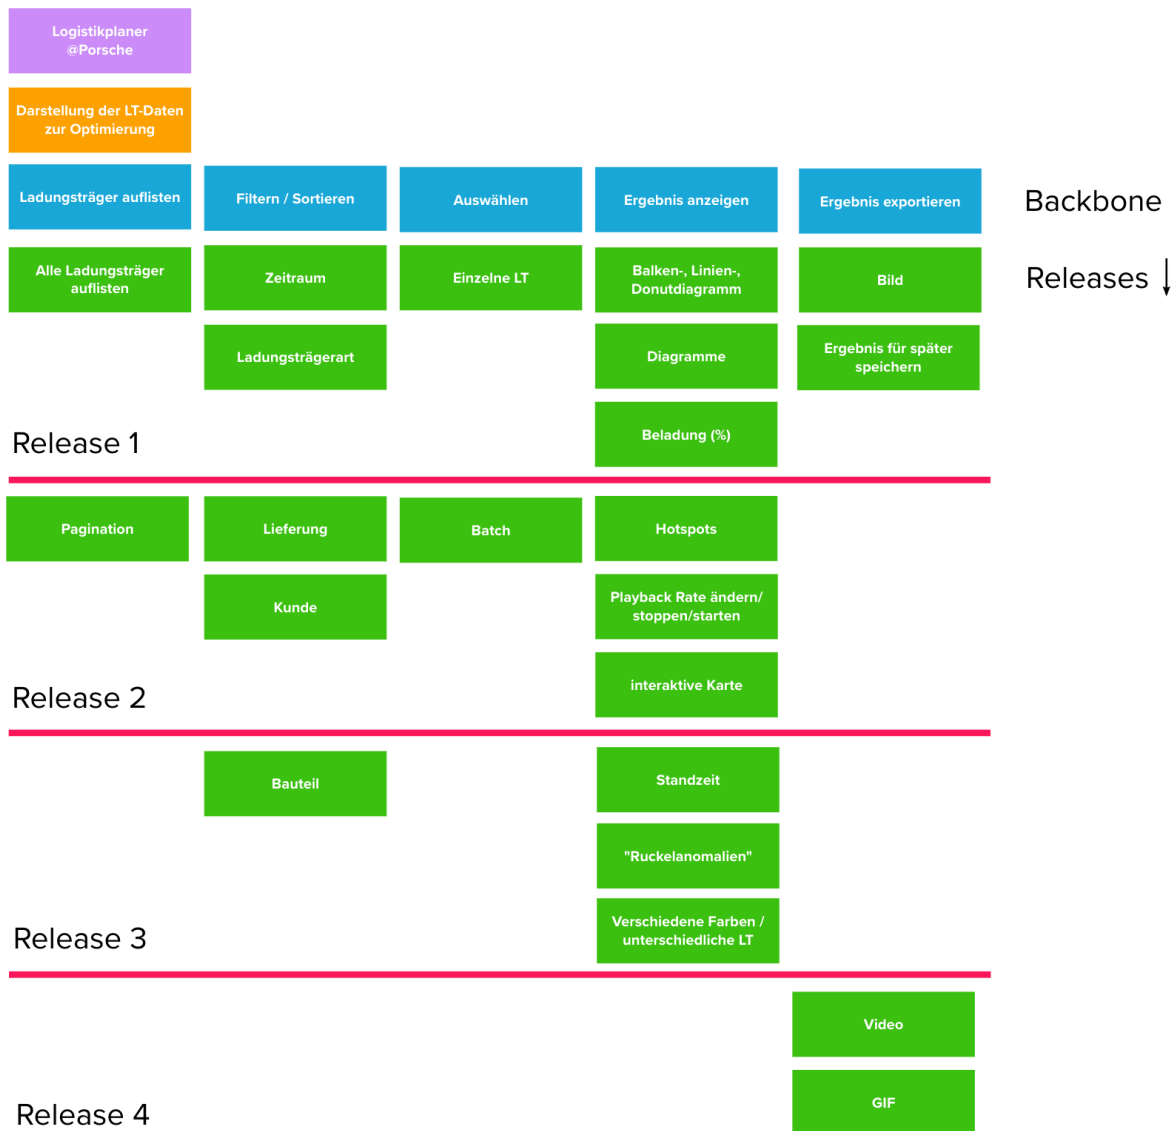 Logistikplaner
@Porsche
Darstellung der LT-Daten
zur Optimierung
Ladungsträger auflisten
Filtern / Sortieren
Auswählen
Ergebnis anzeigen
Ergebnis exportieren
Backbone
Alle Ladungsträger
auflisten
Zeitraum
Einzelne LT
Balken-, Linien-,
Donutdiagramm
Bild
Releases ↓
Ladungsträgerart
Diagramme
Ergebnis für später
speichern
Beladung (%)
Release 1
Pagination
Lieferung
Batch
Hotspots
Kunde
Playback Rate ändern/
stoppen/starten
interaktive Karte
Release 2
Bauteil
Standzeit
"Ruckelanomalien"
Verschiedene Farben /
unterschiedliche LT
Release 3
Video
GIF
Release 4